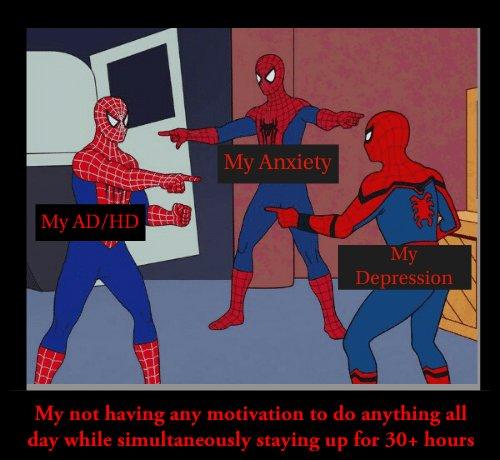 My Anxiety
My AD/HD
My
Depression
My not having any motivation to do anything all
day while simultaneously staying up for 30+ hours